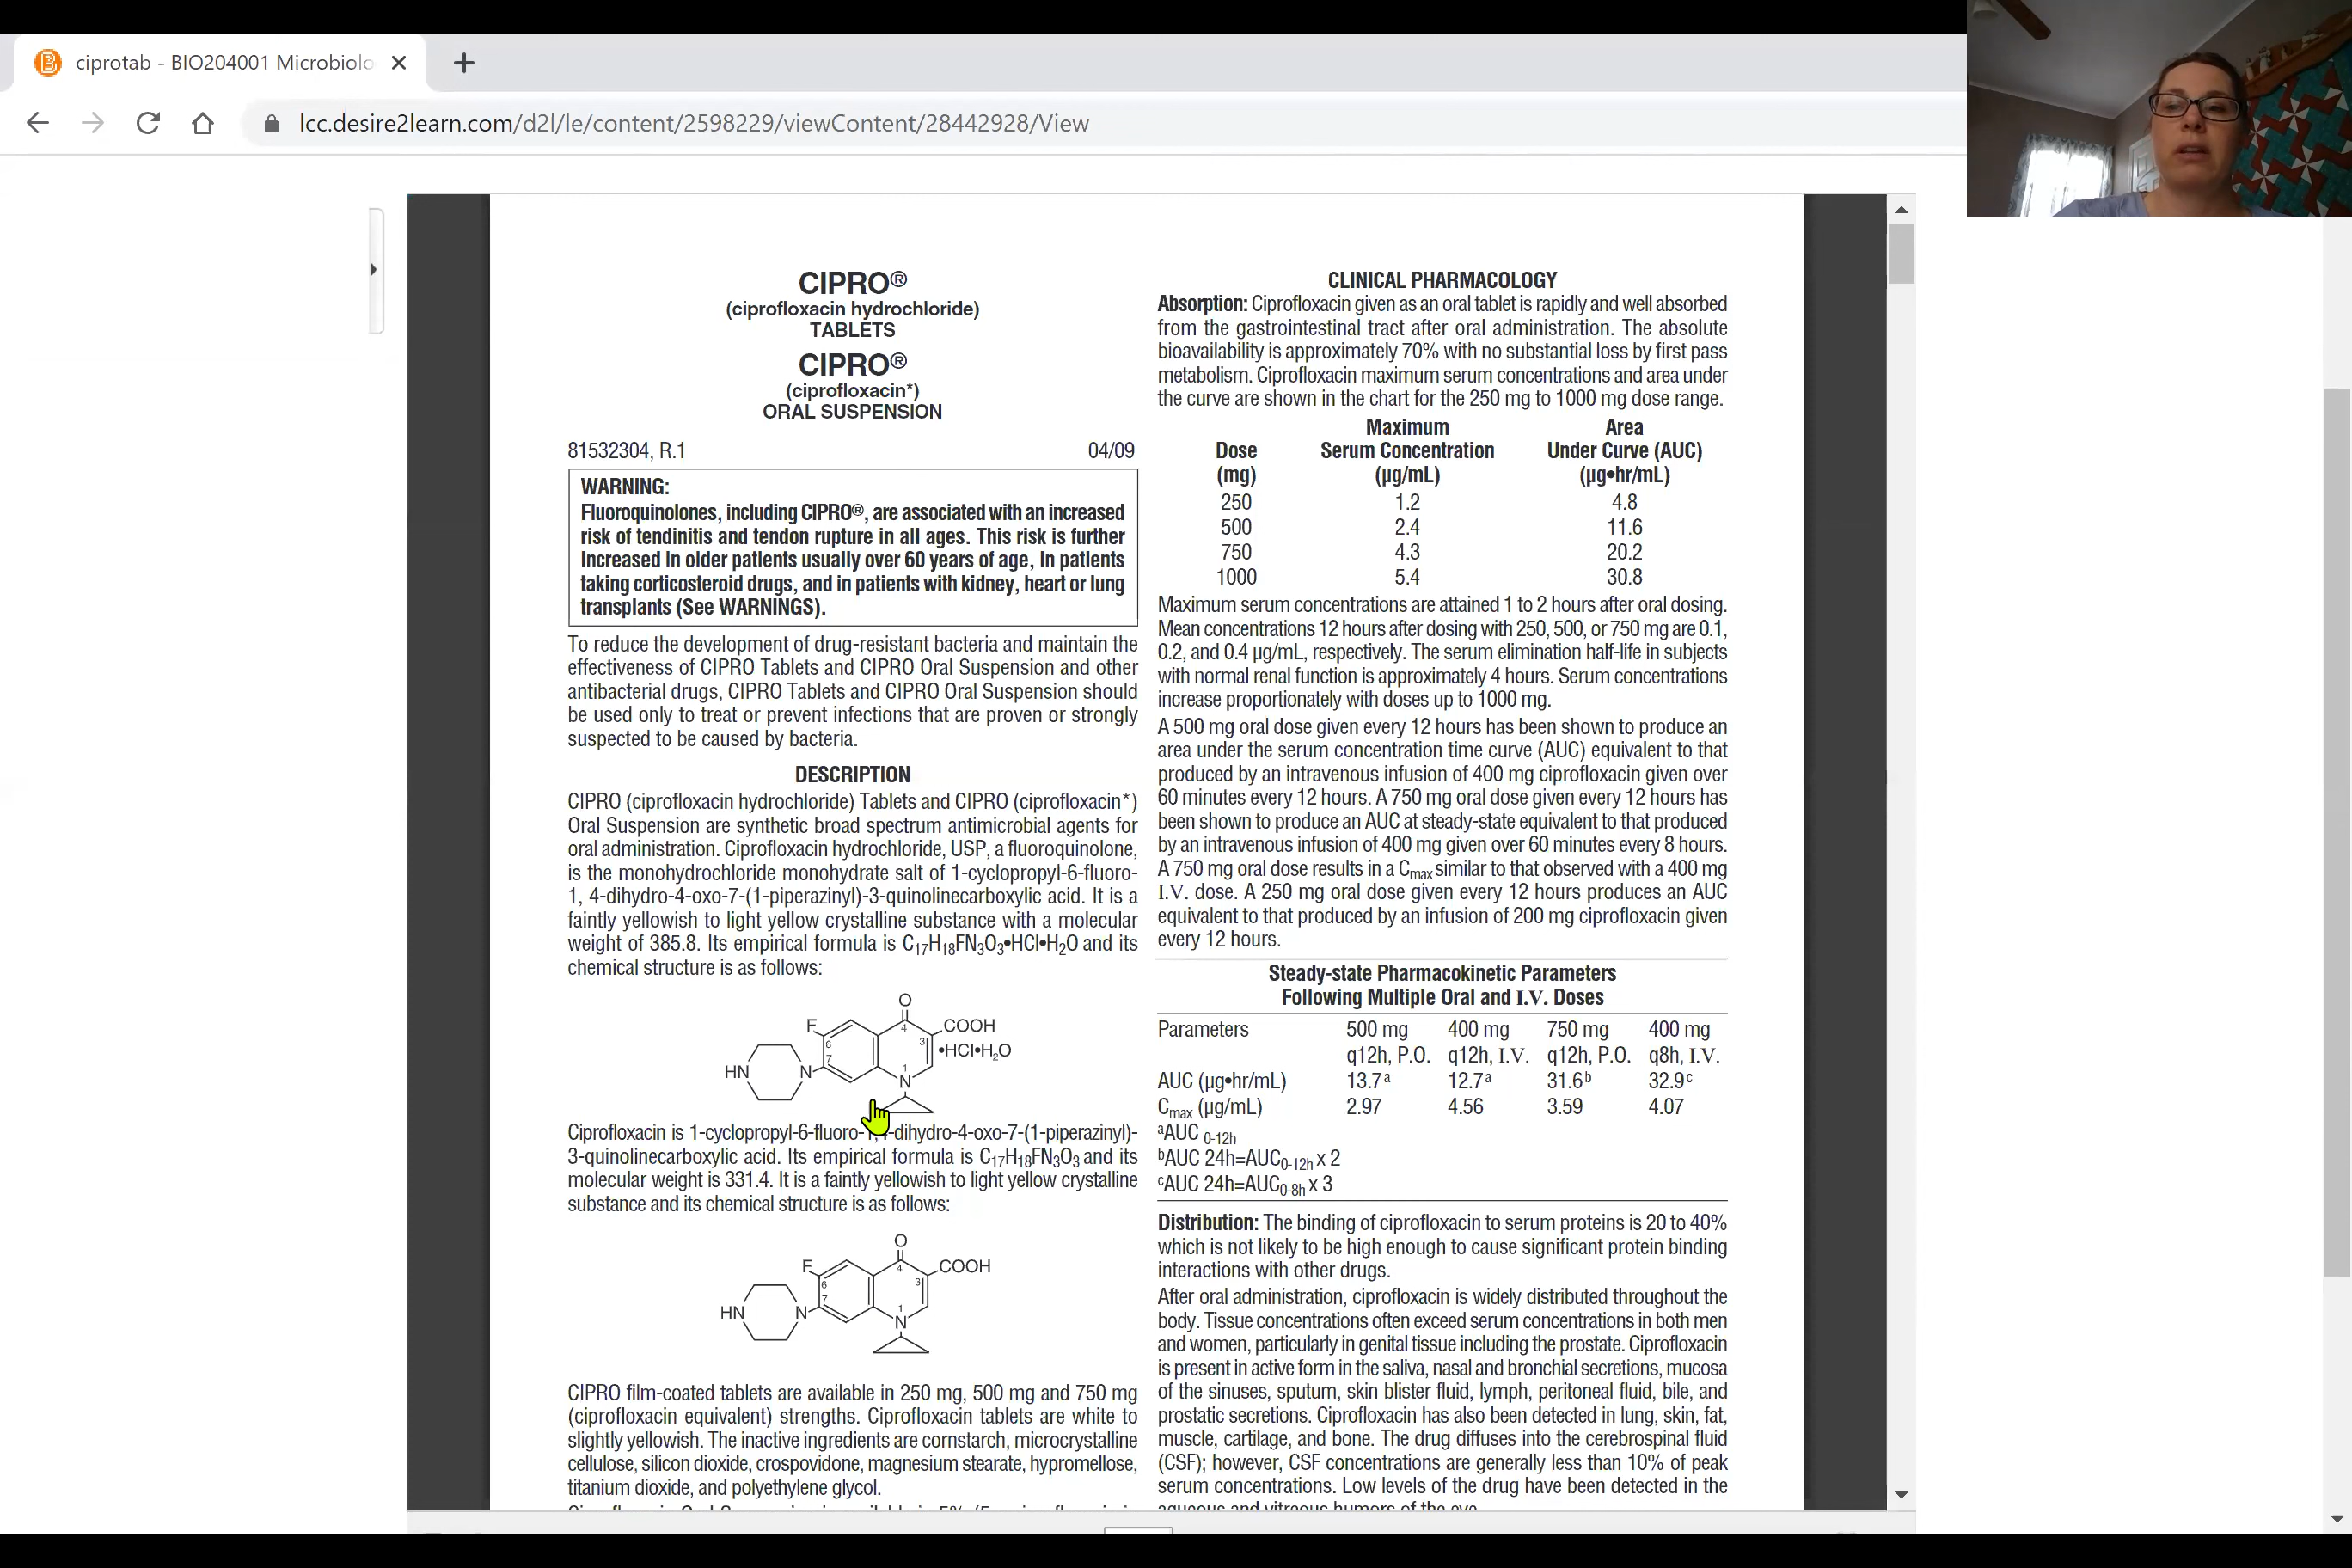 ciprotab - BIO204001 Microbiolo
lcc.desire2learn.com/d2l/le/content/2598229/viewContent/28442928/View
CIPRO®
(ciprofloxacin hydrochloride)
TABLETS
CIPRO®
(ciprofloxacin*)
ORAL SUSPENSION
81532304, R.1 04/09
WARNING:
Fluoroquinolones, including CIPRO®, are associated with an increased
risk of tendinitis and tendon rupture in all ages. This risk is further
increased in older patients usually over 60 years of age, in patients
taking corticosteroid drugs, and in patients with kidney, heart or lung
transplants (See WARNINGS).
To reduce the development of drug-resistant bacteria and maintain the
effectiveness of CIPRO Tablets and CIPRO Oral Suspension and other
antibacterial drugs, CIPRO Tablets and CIPRO Oral Suspension should
be used only to treat or prevent infections that are proven or strongly
suspected to be caused by bacteria.
DESCRIPTION
CIPRO (ciprofloxacin hydrochloride) Tablets and CIPRO (ciprofloxacin*)
Oral Suspension are synthetic broad spectrum antimicrobial agents for
oral administration. Ciprofloxacin hydrochloride, USP, a fluoroquinolone,
is the monohydrochloride monohydrate salt of 1-cyclopropyl-6-fluoro-
1, 4-dihydro-4-oxo-7-(1-piperazinyl)-3-quinolinecarboxylic acid. It is a
faintly yellowish to light yellow crystalline substance with a molecular
weight of 385.8. Its empirical formula is C₁₇H₁₈FN₃O₃•HCl•H₂O and its
chemical structure is as follows:
O
F 4 COOH
6 3 •HCl•H₂O
7 1
HN N N
Ciprofloxacin is 1-cyclopropyl-6-fluoro-1,4-dihydro-4-oxo-7-(1-piperazinyl)-
3-quinolinecarboxylic acid. Its empirical formula is C₁₇H₁₈FN₃O₃ and its
molecular weight is 331.4. It is a faintly yellowish to light yellow crystalline
substance and its chemical structure is as follows:
O
F 4 COOH
6 3
7 1
HN N N
CIPRO film-coated tablets are available in 250 mg, 500 mg and 750 mg
(ciprofloxacin equivalent) strengths. Ciprofloxacin tablets are white to
slightly yellowish. The inactive ingredients are cornstarch, microcrystalline
cellulose, silicon dioxide, crospovidone, magnesium stearate, hypromellose,
titanium dioxide, and polyethylene glycol.
Ciprofloxacin Oral Suspension is available in 5% (5 g ciprofloxacin in
CLINICAL PHARMACOLOGY
Absorption: Ciprofloxacin given as an oral tablet is rapidly and well absorbed
from the gastrointestinal tract after oral administration. The absolute
bioavailability is approximately 70% with no substantial loss by first pass
metabolism. Ciprofloxacin maximum serum concentrations and area under
the curve are shown in the chart for the 250 mg to 1000 mg dose range.
Maximum Area
Dose Serum Concentration Under Curve (AUC)
(mg) (µg/mL) (µg•hr/mL)
250 1.2 4.8
500 2.4 11.6
750 4.3 20.2
1000 5.4 30.8
Maximum serum concentrations are attained 1 to 2 hours after oral dosing.
Mean concentrations 12 hours after dosing with 250, 500, or 750 mg are 0.1,
0.2, and 0.4 µg/mL, respectively. The serum elimination half-life in subjects
with normal renal function is approximately 4 hours. Serum concentrations
increase proportionately with doses up to 1000 mg.
A 500 mg oral dose given every 12 hours has been shown to produce an
area under the serum concentration time curve (AUC) equivalent to that
produced by an intravenous infusion of 400 mg ciprofloxacin given over
60 minutes every 12 hours. A 750 mg oral dose given every 12 hours has
been shown to produce an AUC at steady-state equivalent to that produced
by an intravenous infusion of 400 mg given over 60 minutes every 8 hours.
A 750 mg oral dose results in a Cmax similar to that observed with a 400 mg
I.V. dose. A 250 mg oral dose given every 12 hours produces an AUC
equivalent to that produced by an infusion of 200 mg ciprofloxacin given
every 12 hours.
Steady-state Pharmacokinetic Parameters
Following Multiple Oral and I.V. Doses
Parameters 500 mg 400 mg 750 mg 400 mg
q12h, P.O. q12h, I.V. q12h, P.O. q8h, I.V.
AUC (µg•hr/mL) 13.7ᵃ 12.7ᵃ 31.6ᵇ 32.9ᶜ
Cmax (µg/mL) 2.97 4.56 3.59 4.07
ᵃAUC 0-12h
ᵇAUC 24h=AUC0-12h x 2
ᶜAUC 24h=AUC0-8h x 3
Distribution: The binding of ciprofloxacin to serum proteins is 20 to 40%
which is not likely to be high enough to cause significant protein binding
interactions with other drugs.
After oral administration, ciprofloxacin is widely distributed throughout the
body. Tissue concentrations often exceed serum concentrations in both men
and women, particularly in genital tissue including the prostate. Ciprofloxacin
is present in active form in the saliva, nasal and bronchial secretions, mucosa
of the sinuses, sputum, skin blister fluid, lymph, peritoneal fluid, bile, and
prostatic secretions. Ciprofloxacin has also been detected in lung, skin, fat,
muscle, cartilage, and bone. The drug diffuses into the cerebrospinal fluid
(CSF); however, CSF concentrations are generally less than 10% of peak
serum concentrations. Low levels of the drug have been detected in the
aqueous and vitreous humors of the eye.